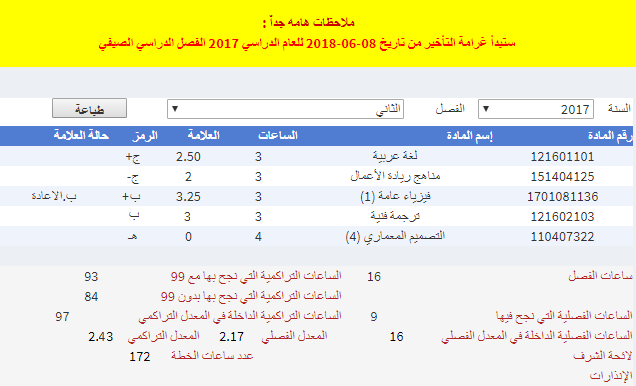 ملاحظات هامه جداً :
ستبدأ غرامة التأخير من تاريخ 08-06-2018 للعام الدراسي 2017 الفصل الدراسي الصيفي
السنة 2017 الفصل الثاني طباعة
رقم المادة إسم المادة الساعات العلامة الرمز حالة العلامة
121601101 لغة عربية 3 2.50 ج+
151404125 مناهج ريادة الأعمال 3 2 ج-
1701081136 فيزياء عامة (1) 3 3.25 ب+ ب.الاعادة
121602103 ترجمة فنية 3 3 ب
110407322 التصميم المعماري (4) 4 0 هـ
ساعات الفصل 16 الساعات التراكمية التي نجح بها مع 99 93
الساعات التراكمية التي نجح بها بدون 99 84
الساعات الفصلية التي نجح فيها 9 الساعات التراكمية الداخلة في المعدل التراكمي 97
الساعات الفصلية الداخلة في المعدل الفصلي 16 المعدل الفصلي 2.17 المعدل التراكمي 2.43
لائحة الشرف عدد ساعات الخطة 172
الإنذارات